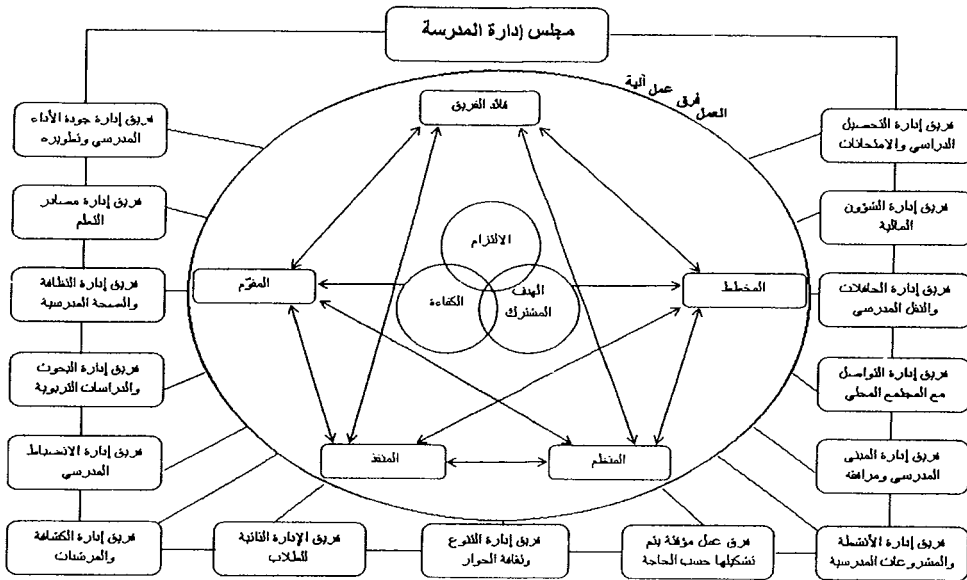 مجلس إدارة المدرسة
آلية عمل فرق العمل
قائد الفريق
فريق إدارة التحصيل
الدراسي والامتحانات
فريق إدارة جودة الأداء
المدرسي وتطويره
فريق إدارة الشؤون
المالية
فريق إدارة مصادر
التعلم
الالتزام
الهدف
المشترك
الكفاءة
المخطط
المقوّم
فريق إدارة الحافلات
والنقل المدرسي
فريق إدارة النظافة
والصحة المدرسية
فريق إدارة التواصل
مع المجتمع المحلى
فريق إدارة البحوث
والدراسات التربوية
المنظم
المنفذ
فريق إدارة المبنى
المدرسي ومرافقه
فريق إدارة الانضباط
المدرسي
فريق إدارة الأنشطة
والمشروعات المدرسية
فرق عمل مؤقتة يتم
تشكيلها حسب الحاجة
فريق إدارة التنوع
وثقافة الحوار
فريق الإدارة الذاتية
للطلاب
فريق إدارة الكشافة
والمرشدات